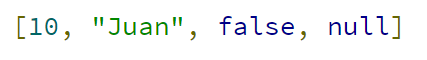 [10, "Juan", false, null]